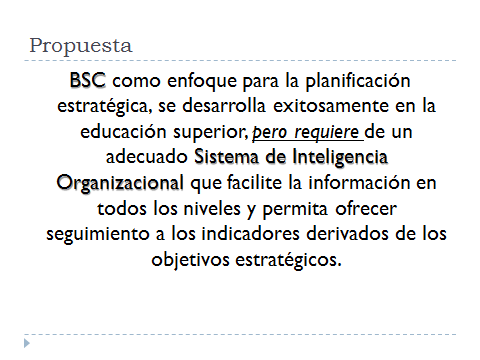 Propuesta
BSC como enfoque para la planificación
estratégica, se desarrolla exitosamente en la
educación superior, pero requiere de un
adecuado Sistema de Inteligencia
Organizacional que facilite la información en
todos los niveles y permita ofrecer
seguimiento a los indicadores derivados de los
objetivos estratégicos.